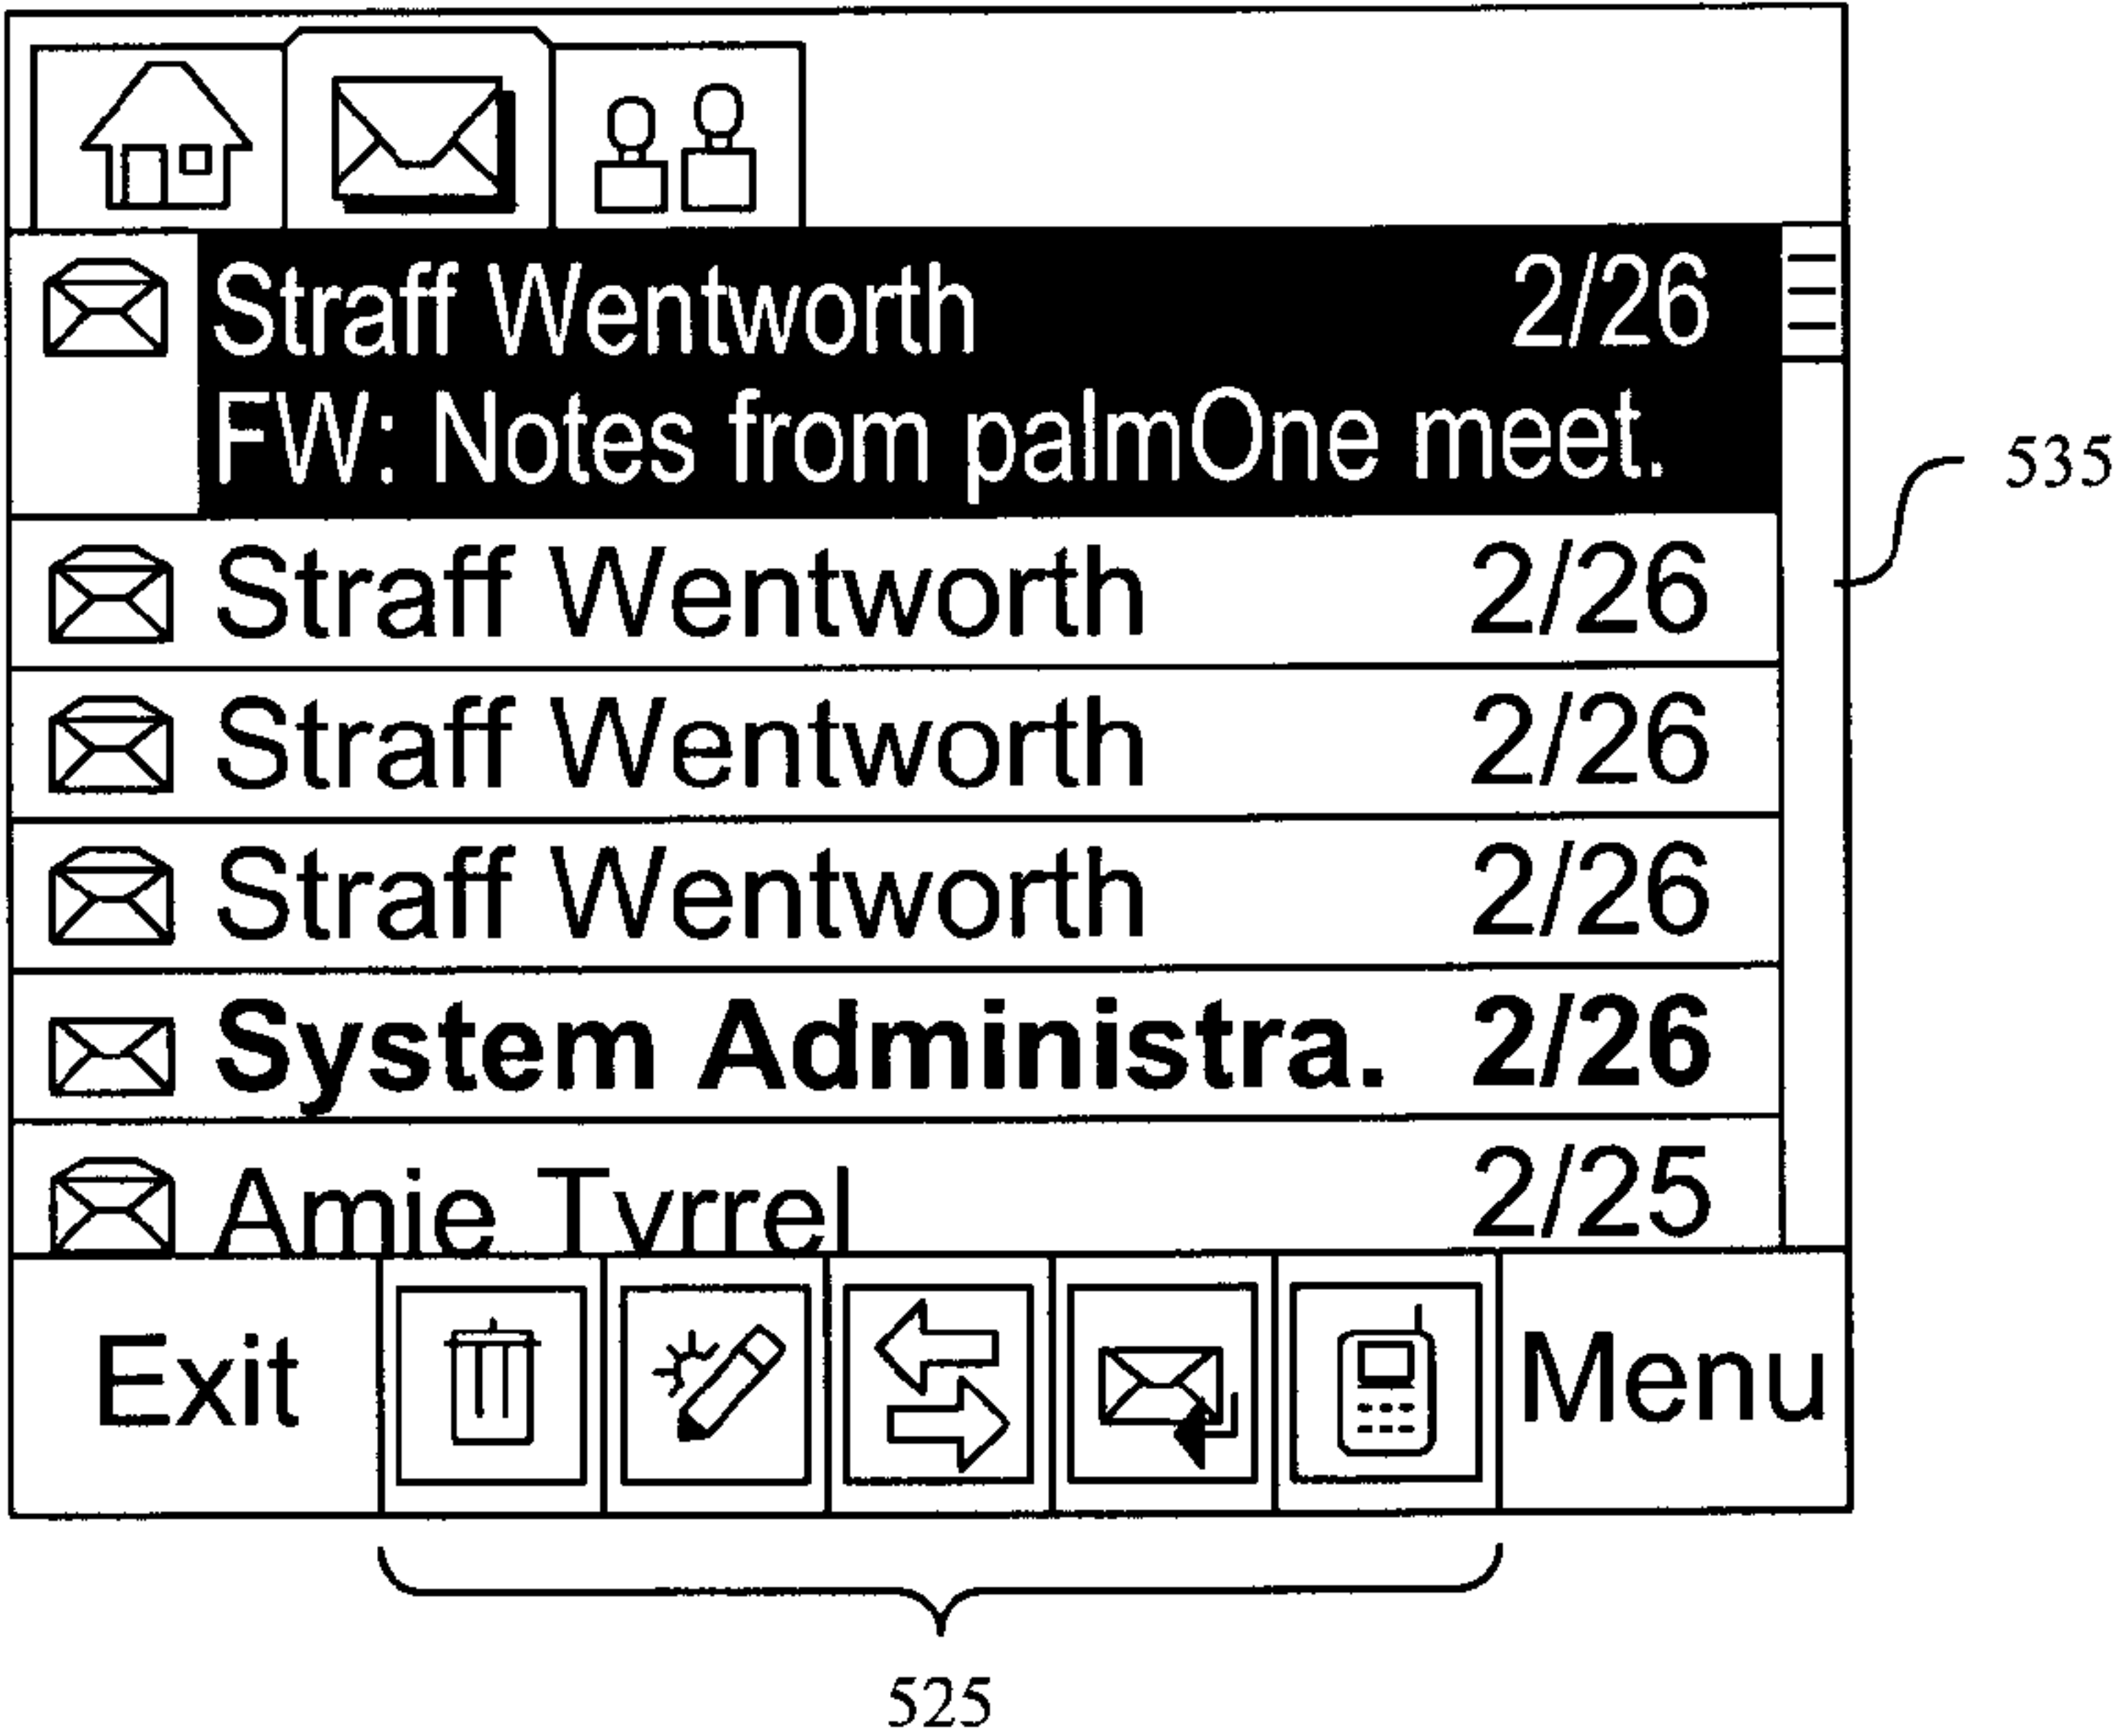 Straff Wentworth 2/26
FW: Notes from palmOne meet.
535
Straff Wentworth 2/26
Straff Wentworth 2/26
Straff Wentworth 2/26
System Administra. 2/26
Amie Tyrrel 2/25
Exit Menu
525